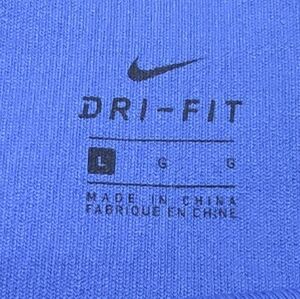 DRI-FIT
L G G
MADE IN CHINA
FABRIQUE EN CHINE